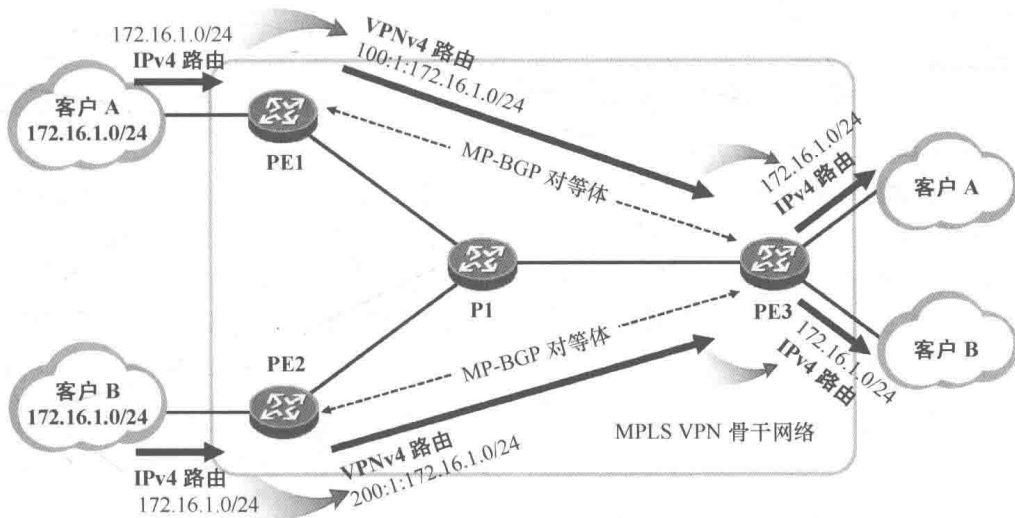 172.16.1.0/24
IPv4 路由
VPNv4 路由
100:1:172.16.1.0/24
客户 A
172.16.1.0/24
PE1
MP-BGP 对等体
172.16.1.0/24
IPv4 路由
客户 A
P1
PE3
PE2
MP-BGP 对等体
172.16.1.0/24
IPv4 路由
客户 B
客户 B
172.16.1.0/24
MPLS VPN 骨干网络
IPv4 路由
172.16.1.0/24
VPNv4 路由
200:1:172.16.1.0/24